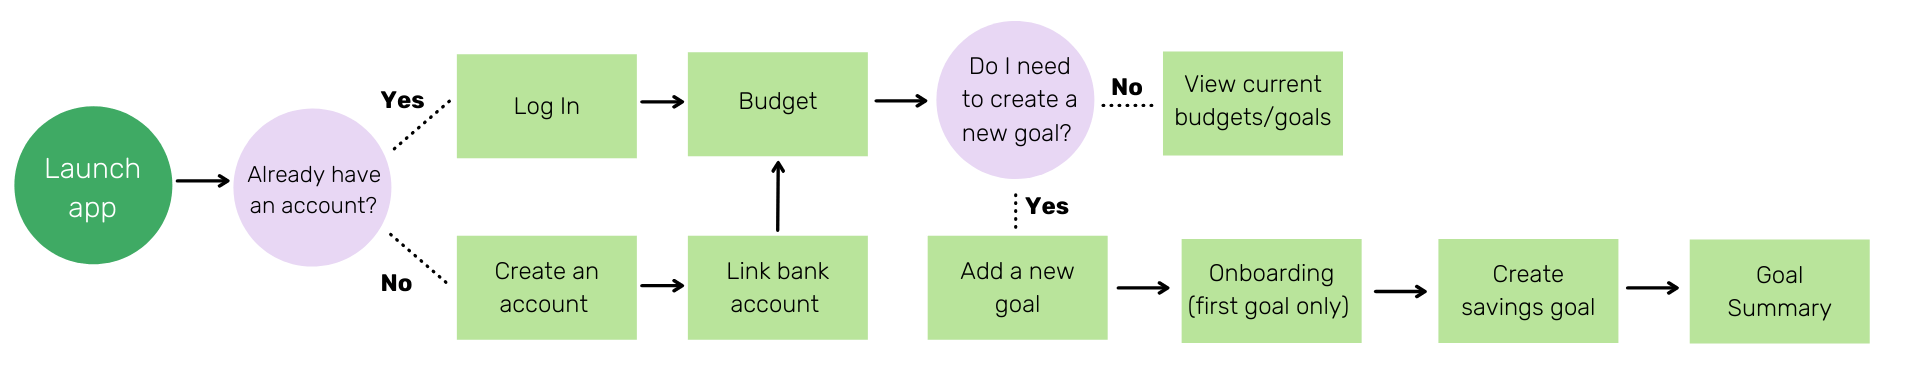 Launch
app
Already have
an account?
Yes
Log In
Budget
Do I need
to create a
new goal?
No
View current
budgets/goals
No
Create an
account
Link bank
account
Yes
Add a new
goal
Onboarding
(first goal only)
Create
savings goal
Goal
Summary